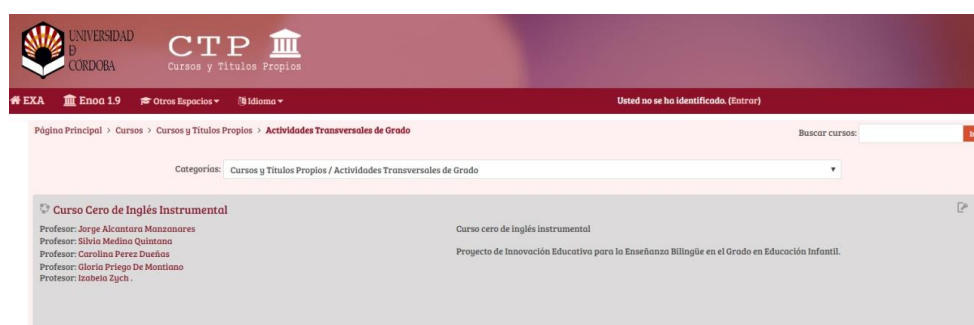 UNIVERSIDAD
D
CORDOBA
CTP
Cursos y Títulos Propios
EXA Enoa 1.9 Otros Espacios Idioma Usted no se ha identificado. (Entrar)
Página Principal > Cursos > Cursos y Títulos Propios > Actividades Transversales de Grado Buscar cursos:
Categorías: Cursos y Títulos Propios / Actividades Transversales de Grado
Curso Cero de Inglés Instrumental
Profesor: Jorge Alcantara Manzanares
Profesor: Silvia Medina Quintana
Profesor: Carolina Perez Dueñas
Profesor: Gloria Priego De Montiano
Profesor: Izabela Zych .
Curso cero de inglés instrumental
Proyecto de Innovación Educativa para la Enseñanza Bilingüe en el Grado en Educación Infantil.